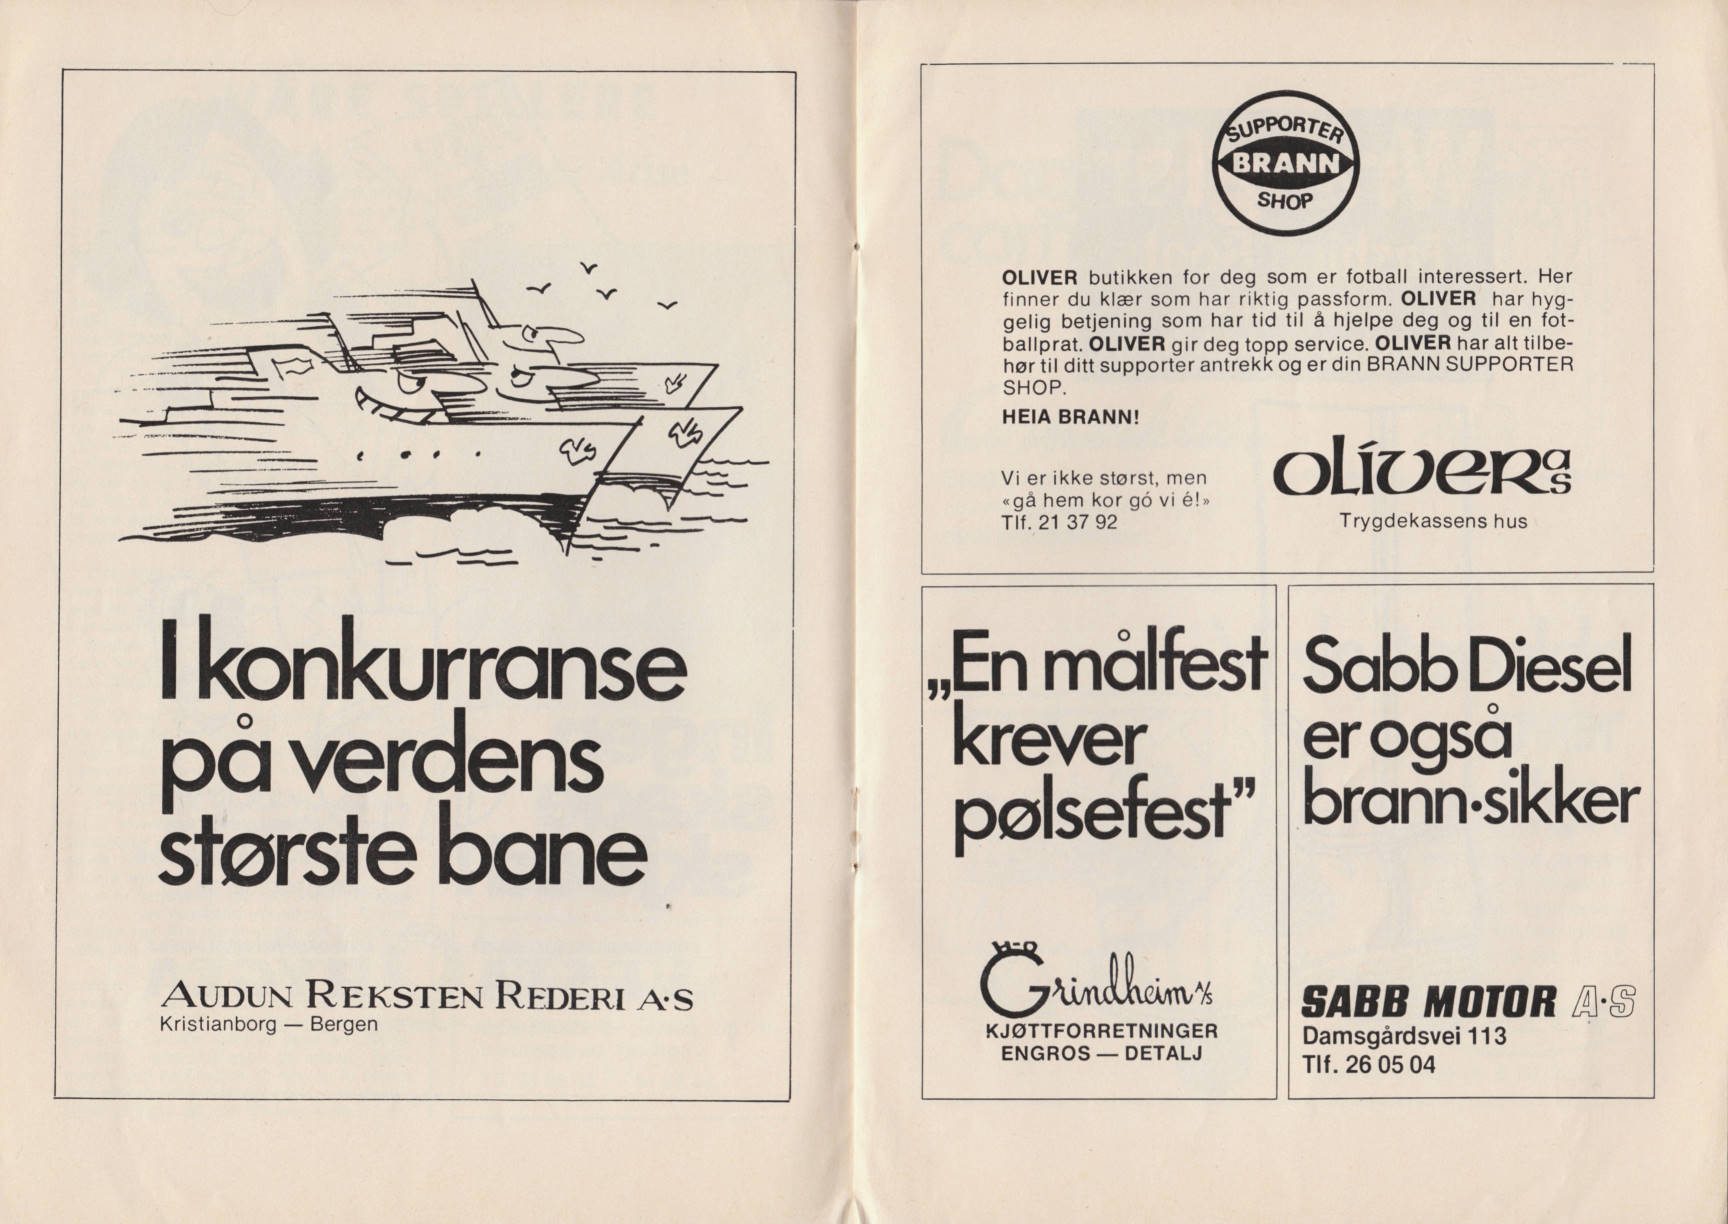 I konkurranse
på verdens
største bane
AUDUN REKSTEN REDERI A·S
Kristianborg — Bergen
SUPPORTER
BRANN
SHOP
OLIVER butikken for deg som er fotball interessert. Her
finner du klær som har riktig passform. OLIVER har hyg-
gelig betjening som har tid til å hjelpe deg og til en fot-
ballprat. OLIVER gir deg topp service. OLIVER har alt tilbe-
hør til ditt supporter antrekk og er din BRANN SUPPORTER
SHOP.
HEIA BRANN!
Vi er ikke størst, men
«gå hem kor gó vi é!»
Tlf. 21 37 92
OLIVER AS
Trygdekassens hus
„En målfest
krever
pølsefest”
Grindheim A/S
KJØTTFORRETNINGER
ENGROS — DETALJ
Sabb Diesel
er også
brann·sikker
SABB MOTOR A·S
Damsgårdsvei 113
Tlf. 26 05 04